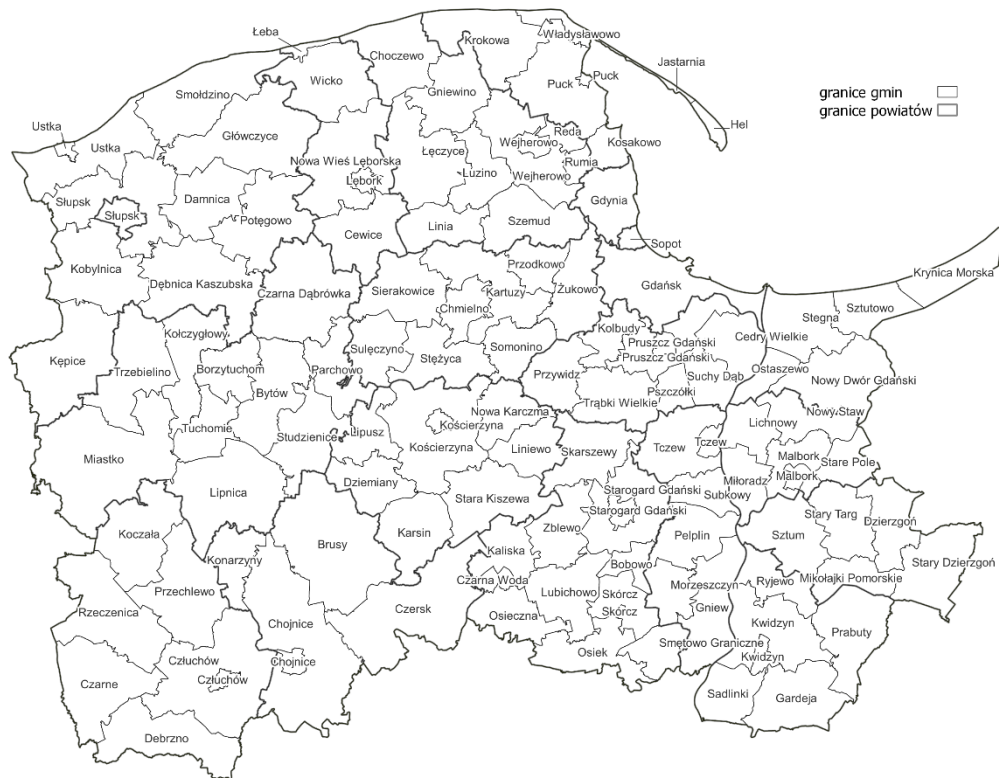 Łeba
Krokowa
Władysławowo
Choczewo
Jastarnia
Wicko
Puck
Puck
Gniewino
granice gmin
Smołdzino
granice powiatów
Hel
Ustka
Główczyce
Reda
Ustka
Wejherowo
Kosakowo
Nowa Wieś Lęborska
Łęczyce
Rumia
Lębork
Luzino
Wejherowo
Słupsk
Damnica
Gdynia
Słupsk
Potęgowo
Cewice
Linia
Szemud
Sopot
Kobylnica
Przodkowo
Krynica Morska
Dębnica Kaszubska
Czarna Dąbrówka
Sierakowice
Kartuzy
Żukowo
Gdańsk
Chmielno
Sztutowo
Stegna
Kołczygłowy
Kolbudy
Cedry Wielkie
Pruszcz Gdański
Sulęczyno
Somonino
Kępice
Stężyca
Pruszcz Gdański
Trzebielino
Borzytuchom
Parchowo
Ostaszewo
Suchy Dąb
Nowy Dwór Gdański
Przywidz
Bytów
Pszczółki
Trąbki Wielkie
Nowa Karczma
Nowy Staw
Kościerzyna
Lichnowy
Tuchomie
Studzienice
Lipusz
Tczew
Kościerzyna
Liniewo
Skarszewy
Tczew
Miastko
Malbork
Stare Pole
Dziemiany
Malbork
Miłoradz
Lipnica
Starogard Gdański
Subkowy
Stara Kiszewa
Starogard Gdański
Stary Targ
Zblewo
Dzierzgoń
Koczała
Karsin
Pelplin
Sztum
Brusy
Kaliska
Konarzyny
Stary Dzierzgoń
Bobowo
Czarna Woda
Mikołajki Pomorskie
Ryjewo
Morzeszczyn
Przechlewo
Lubichowo
Skórcz
Rzeczenica
Czersk
Gniew
Skórcz
Osieczna
Chojnice
Kwidzyn
Prabuty
Smętowo Graniczne
Osiek
Kwidzyn
Człuchów
Chojnice
Człuchów
Czarne
Sadlinki
Gardeja
Debrzno